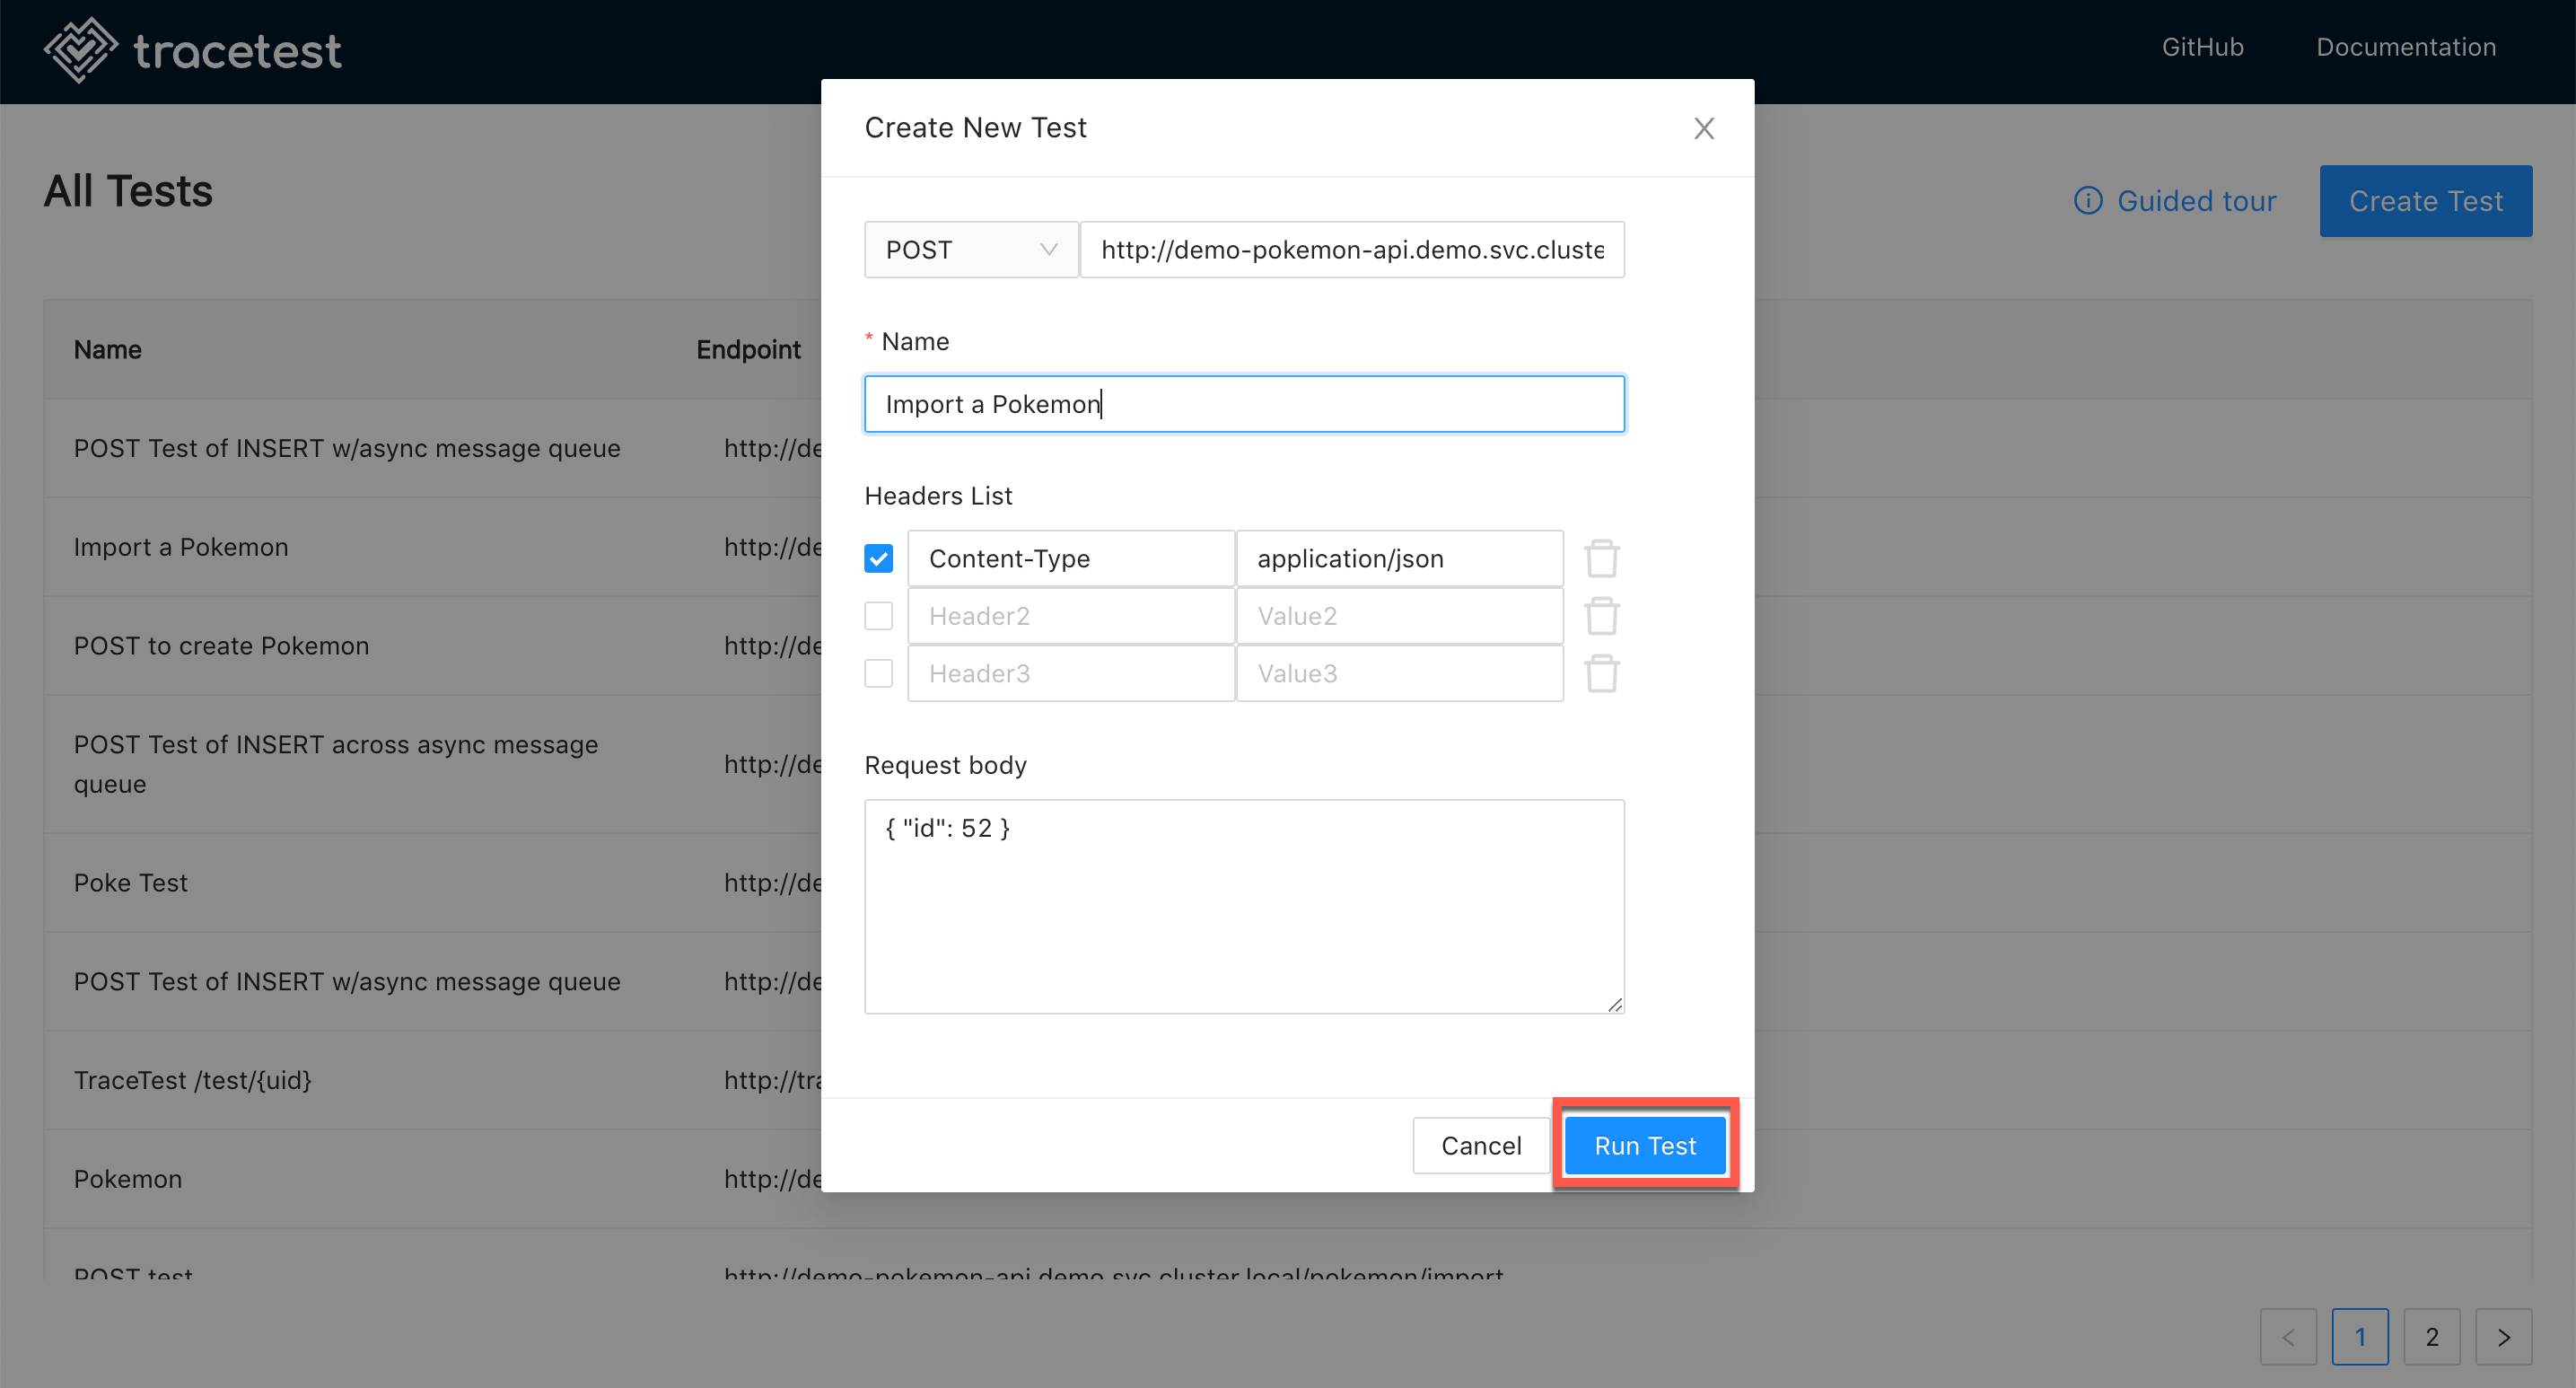 tracetest
GitHub
Documentation
All Tests
Guided tour
Create Test
Name
Endpoint
POST Test of INSERT w/async message queue
http://de
Import a Pokemon
http://de
POST to create Pokemon
http://de
POST Test of INSERT across async message
queue
http://de
Poke Test
http://de
POST Test of INSERT w/async message queue
http://de
TraceTest /test/{uid}
http://tra
Pokemon
http://de
POST test
http://demo-pokemon-api.demo.svc.cluster.local/pokemon/import
1
2
Create New Test
POST
http://demo-pokemon-api.demo.svc.cluste
* Name
Import a Pokemon
Headers List
Content-Type
application/json
Header2
Value2
Header3
Value3
Request body
{ "id": 52 }
Cancel
Run Test